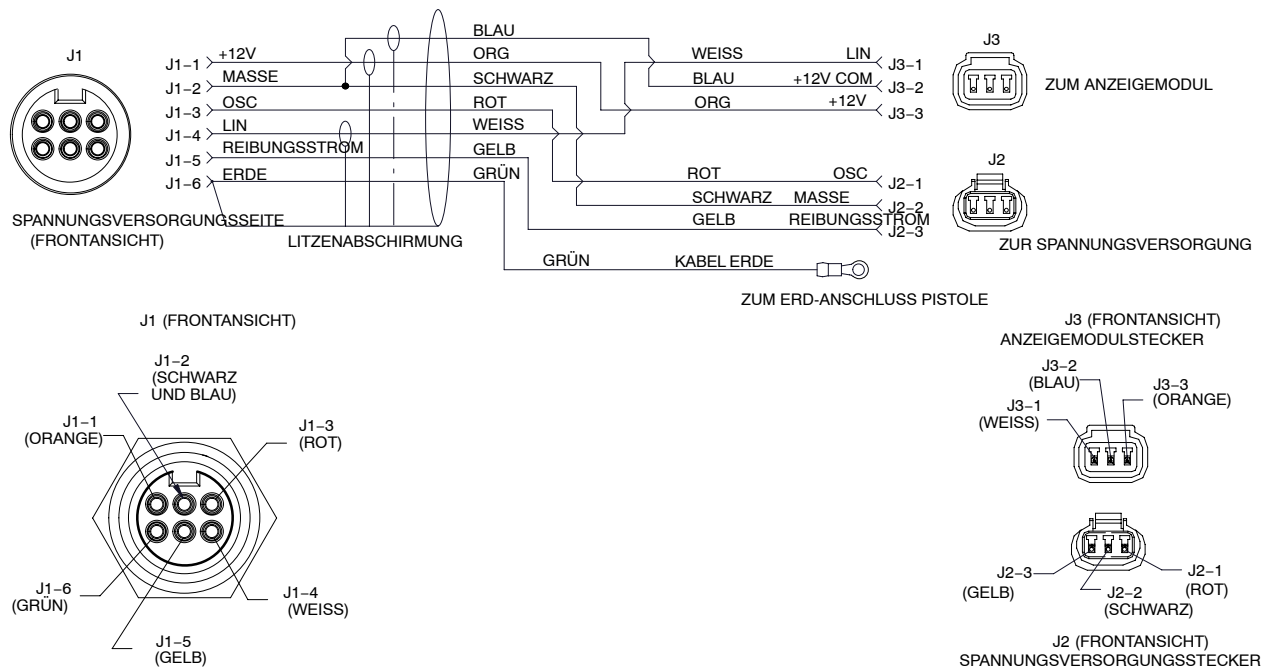 J1
J1-1
+12V
J1-2
MASSE
J1-3
OSC
J1-4
LIN
J1-5
REIBUNGSSTROM
J1-6
ERDE
BLAU
ORG
SCHWARZ
ROT
WEISS
GELB
GRÜN
WEISS LIN
J3-1
BLAU +12V COM
J3-2
ORG +12V
J3-3
J3
ZUM ANZEIGEMODUL
ROT OSC
J2-1
SCHWARZ MASSE
J2-2
GELB REIBUNGSSTROM
J2-3
J2
ZUR SPANNUNGSVERSORGUNG
SPANNUNGSVERSORGUNGSSEITE
(FRONTANSICHT)
LITZENABSCHIRMUNG
GRÜN KABEL ERDE
ZUM ERD-ANSCHLUSS PISTOLE
J1 (FRONTANSICHT)
J1-2
(SCHWARZ
UND BLAU)
J1-1
(ORANGE)
J1-3
(ROT)
J1-6
(GRÜN)
J1-4
(WEISS)
J1-5
(GELB)
J3 (FRONTANSICHT)
ANZEIGEMODULSTECKER
J3-2
(BLAU)
J3-3
(ORANGE)
J3-1
(WEISS)
J2-3
(GELB)
J2-1
(ROT)
J2-2
(SCHWARZ)
J2 (FRONTANSICHT)
SPANNUNGSVERSORGUNGSSTECKER